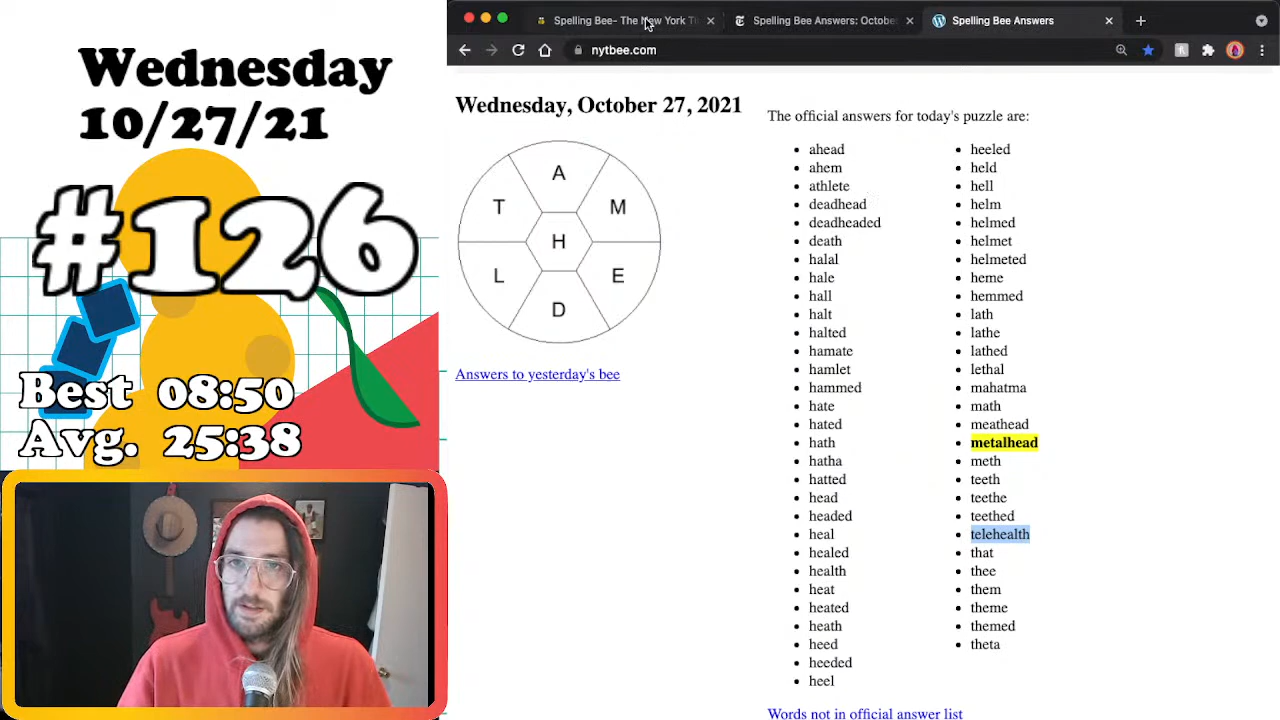 Wednesday
10/27/21
#126
Best 08:50
Avg. 25:38
Spelling Bee- The New York Ti
Spelling Bee Answers: Octobe
Spelling Bee Answers
nytbee.com
Wednesday, October 27, 2021
A
T
M
H
L
E
D
Answers to yesterday's bee
The official answers for today's puzzle are:
ahead
ahem
athlete
deadhead
deadheaded
death
halal
hale
hall
halt
halted
hamate
hamlet
hammed
hate
hated
hath
hatha
hatted
head
headed
heal
healed
health
heat
heated
heath
heed
heeded
heel
heeled
held
hell
helm
helmed
helmet
helmeted
heme
hemmed
lath
lathe
lathed
lethal
mahatma
math
meathead
metalhead
meth
teeth
teethe
teethed
telehealth
that
thee
them
theme
themed
theta
Words not in official answer list